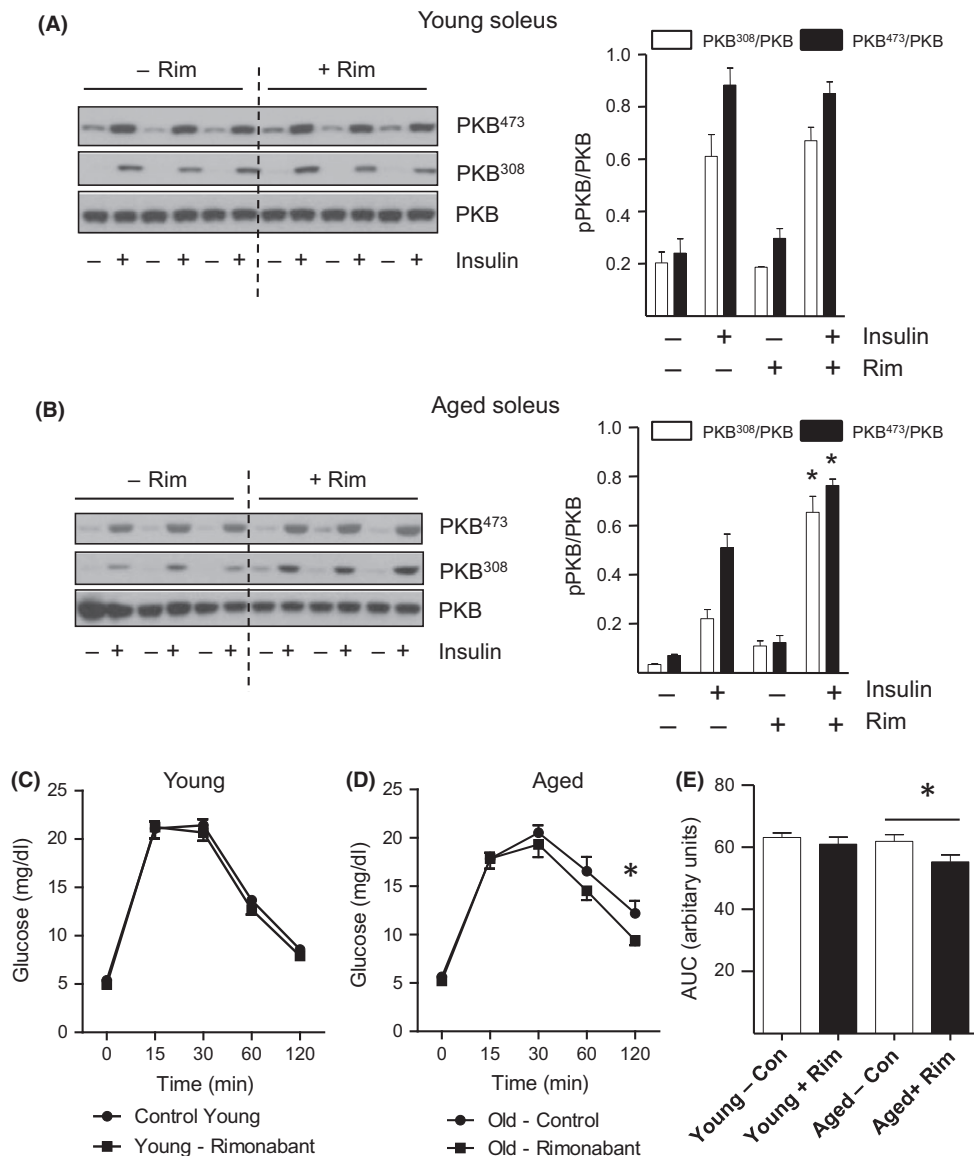 (A)
Young soleus
– Rim
+ Rim
PKB⁴⁷³
PKB³⁰⁸
PKB
– + – + – + – + – + – + Insulin
PKB³⁰⁸/PKB PKB⁴⁷³/PKB
pPKB/PKB
1.0
0.8
0.6
0.4
0.2
– + – + Insulin
– – + + Rim
(B)
Aged soleus
– Rim
+ Rim
PKB⁴⁷³
PKB³⁰⁸
PKB
– + – + – + – + – + – + Insulin
PKB³⁰⁸/PKB PKB⁴⁷³/PKB
pPKB/PKB
1.0
0.8
0.6
0.4
0.2
* *
– + – + Insulin
– – + + Rim
(C)
Young
Glucose (mg/dl)
25
20
15
10
5
0
0 15 30 60 120
Time (min)
Control Young
Young - Rimonabant
(D)
Aged
Glucose (mg/dl)
25
20
15
10
5
0
*
0 15 30 60 120
Time (min)
Old - Control
Old - Rimonabant
(E)
AUC (arbitary units)
80
60
40
20
*
Young – Con
Young + Rim
Aged – Con
Aged+ Rim